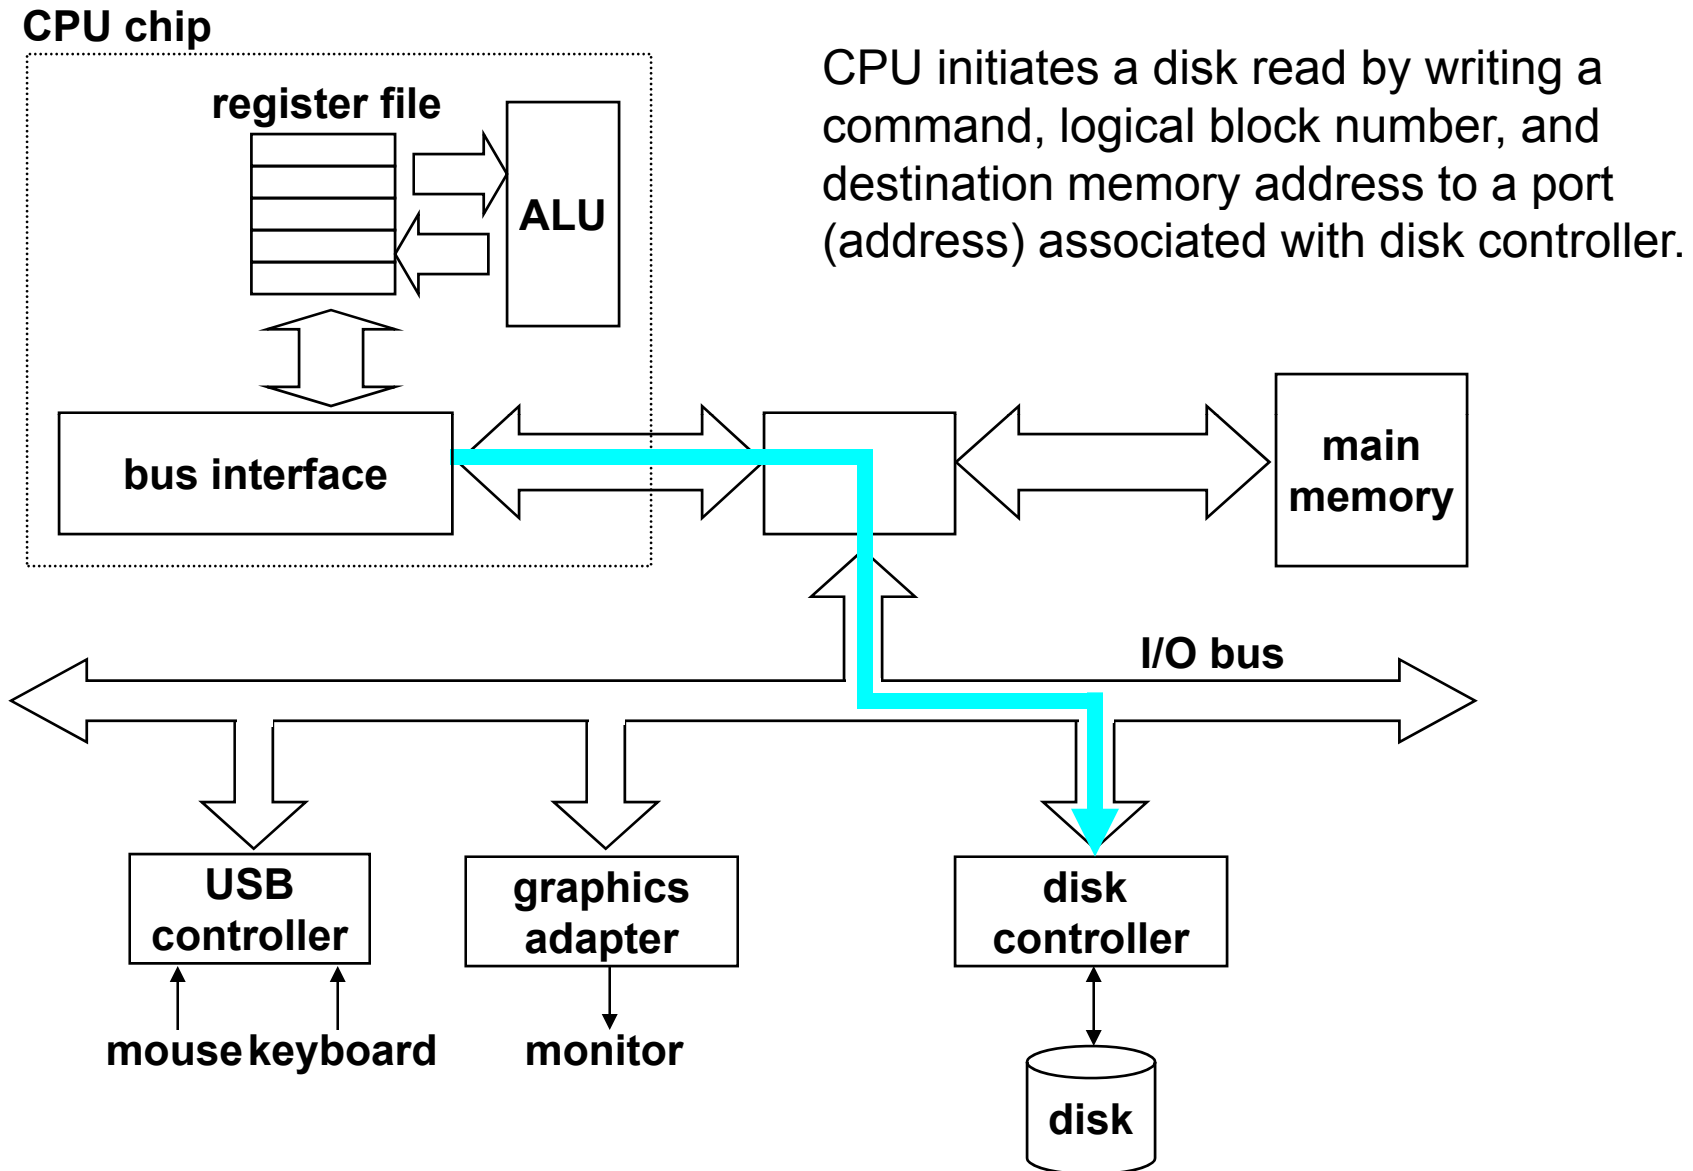 CPU chip
CPU initiates a disk read by writing a
command, logical block number, and
destination memory address to a port
(address) associated with disk controller.
register file
ALU
bus interface
main
memory
I/O bus
USB
controller
graphics
adapter
disk
controller
mouse keyboard
monitor
disk